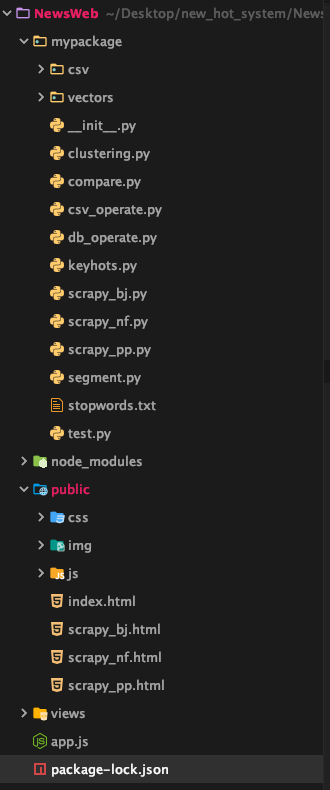 NewsWeb ~/Desktop/new_hot_system/News
mypackage
csv
vectors
__init__.py
clustering.py
compare.py
csv_operate.py
db_operate.py
keyhots.py
scrapy_bj.py
scrapy_nf.py
scrapy_pp.py
segment.py
stopwords.txt
test.py
node_modules
public
css
img
js
index.html
scrapy_bj.html
scrapy_nf.html
scrapy_pp.html
views
app.js
package-lock.json